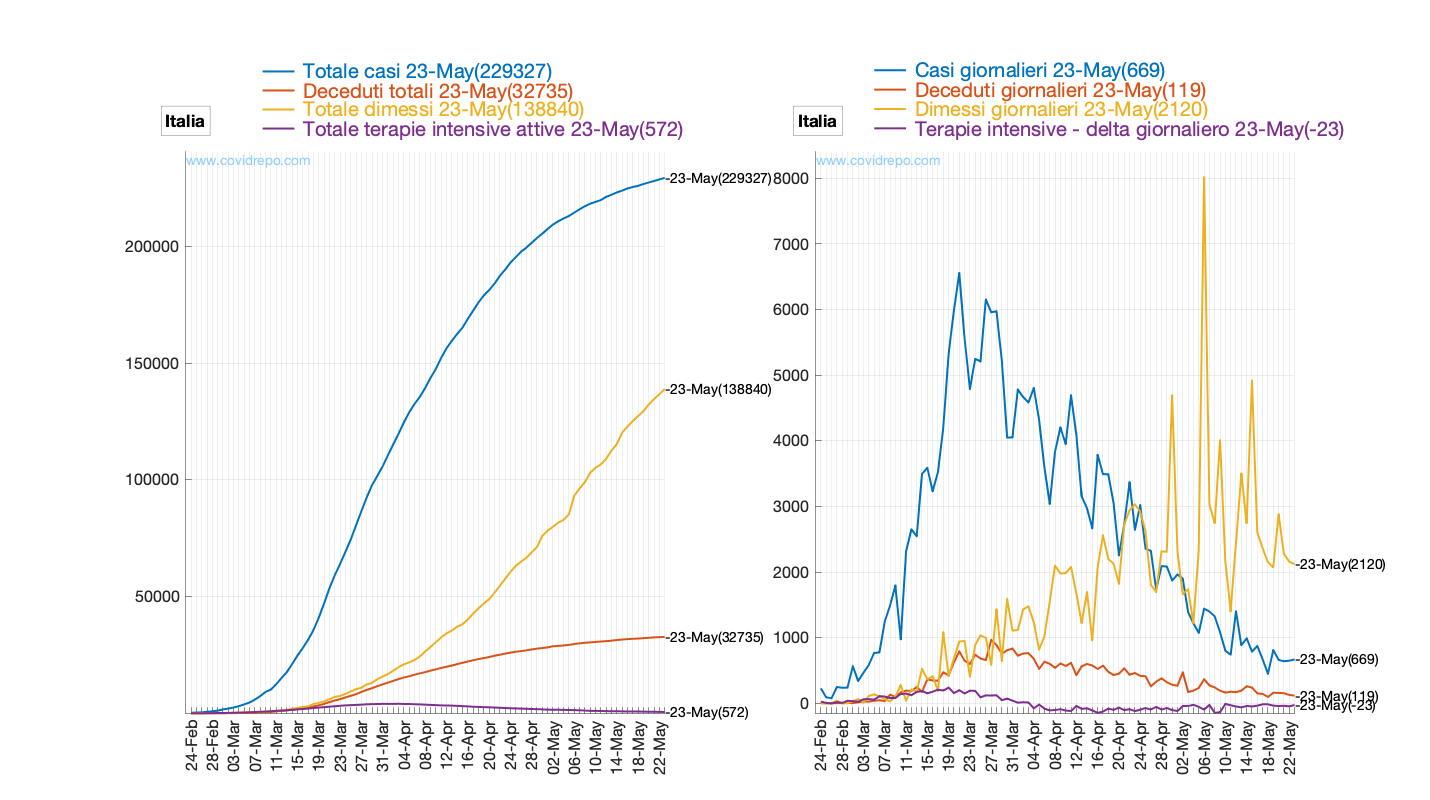 Totale casi 23-May(229327)
Deceduti totali 23-May(32735)
Totale dimessi 23-May(138840)
Totale terapie intensive attive 23-May(572)
Italia
www.covidrepo.com
200000
150000
100000
50000
-23-May(229327)
-23-May(138840)
-23-May(32735)
-23-May(572)
24-Feb
28-Feb
03-Mar
07-Mar
11-Mar
15-Mar
19-Mar
23-Mar
27-Mar
31-Mar
04-Apr
08-Apr
12-Apr
16-Apr
20-Apr
24-Apr
28-Apr
02-May
06-May
10-May
14-May
18-May
22-May
Casi giornalieri 23-May(669)
Deceduti giornalieri 23-May(119)
Dimessi giornalieri 23-May(2120)
Terapie intensive - delta giornaliero 23-May(-23)
Italia
www.covidrepo.com
8000
7000
6000
5000
4000
3000
2000
1000
0
-23-May(2120)
-23-May(669)
-23-May(119)
-23-May(-23)
24-Feb
28-Feb
03-Mar
07-Mar
11-Mar
15-Mar
19-Mar
23-Mar
27-Mar
31-Mar
04-Apr
08-Apr
12-Apr
16-Apr
20-Apr
24-Apr
28-Apr
02-May
06-May
10-May
14-May
18-May
22-May